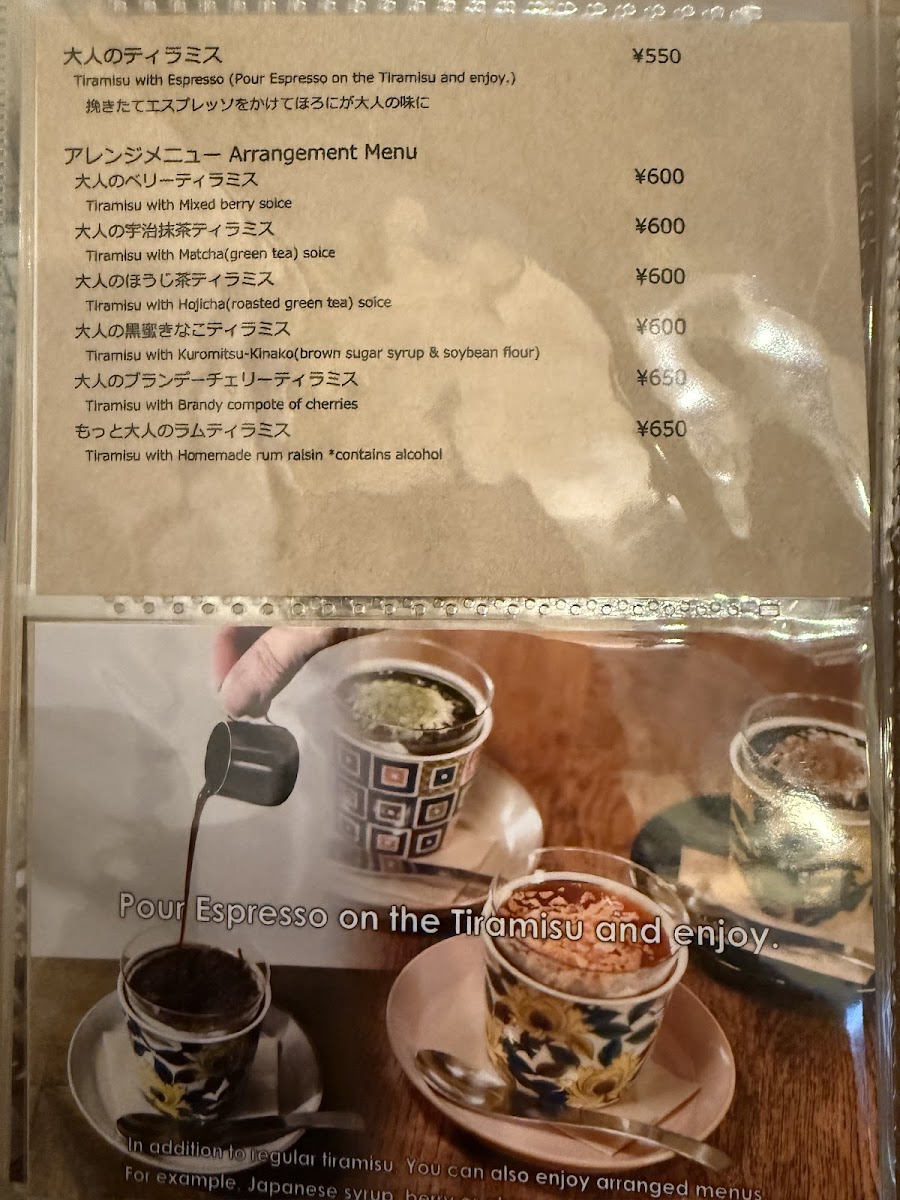 大人のティラミス ¥550
Tiramisu with Espresso (Pour Espresso on the Tiramisu and enjoy.)
挽きたてエスプレッソをかけてほろにが大人の味に
アレンジメニュー Arrangement Menu
大人のベリーティラミス ¥600
Tiramisu with Mixed berry soice
大人の宇治抹茶ティラミス ¥600
Tiramisu with Matcha(green tea) soice
大人のほうじ茶ティラミス ¥600
Tiramisu with Hojicha(roasted green tea) soice
大人の黒蜜きなこティラミス ¥600
Tiramisu with Kuromitsu-Kinako(brown sugar syrup & soybean flour)
大人のブランデーチェリーティラミス ¥650
Tiramisu with Brandy compote of cherries
もっと大人のラムティラミス ¥650
Tiramisu with Homemade rum raisin *contains alcohol
Pour Espresso on the Tiramisu and enjoy.
In addition to regular tiramisu. You can also enjoy arranged menus
For example, Japanese syrup, berry